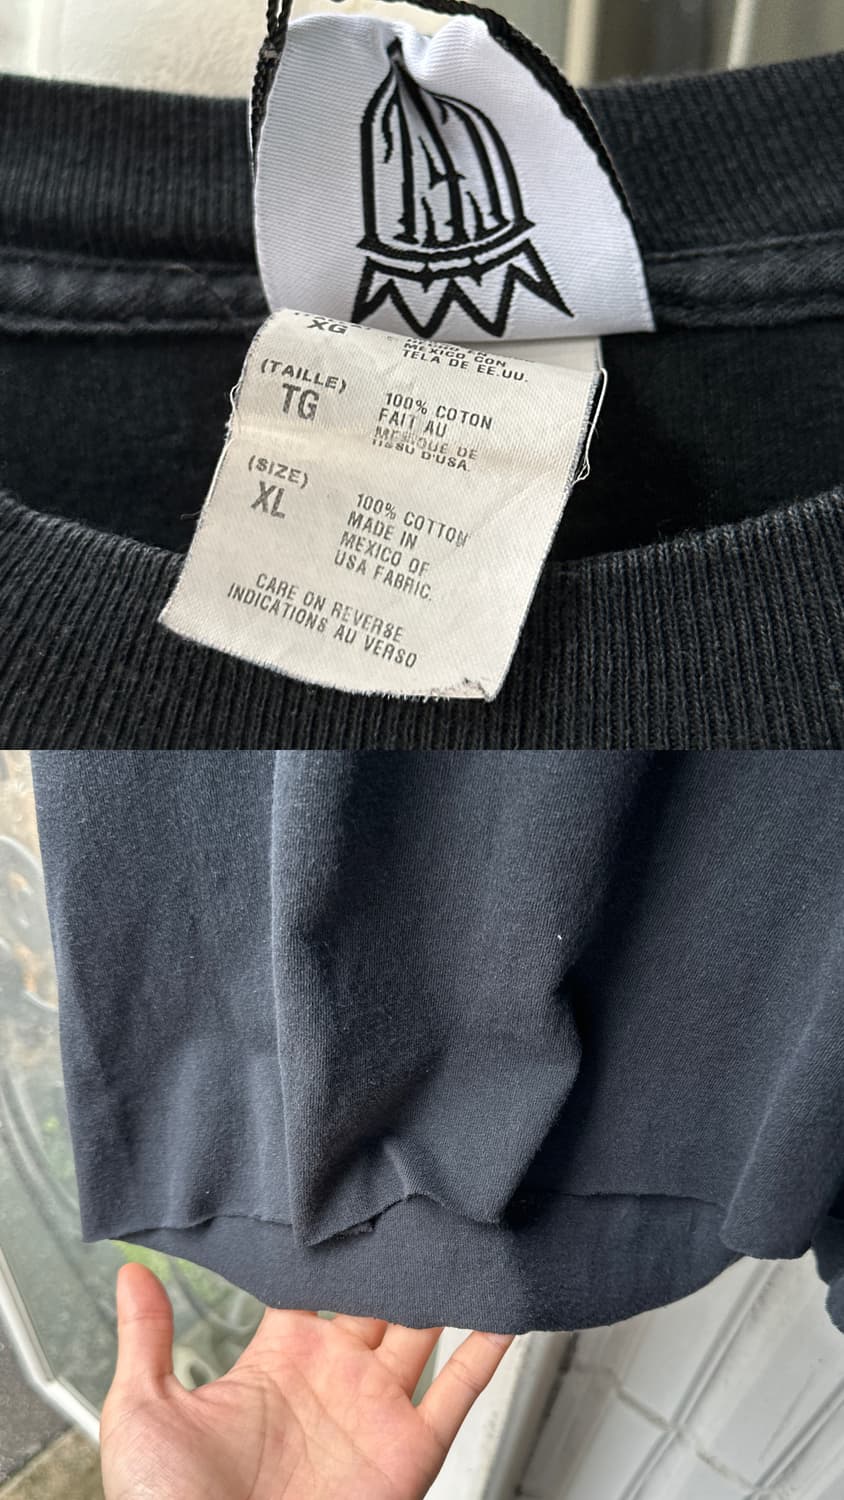 XG
MEXICO CON
TELA DE EE.UU.
(TAILLE)
TG
100% COTON
FAIT AU
MEXIQUE DE
TISSU D'USA
(SIZE)
XL
100% COTTON
MADE IN
MEXICO OF
USA FABRIC.
CARE ON REVERSE
INDICATIONS AU VERSO